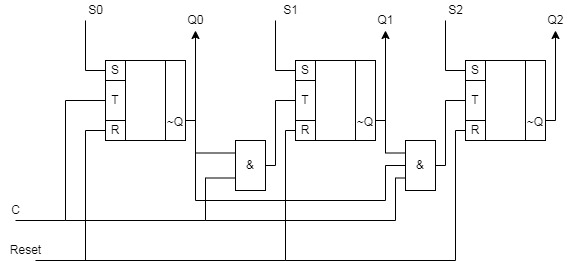 S0 Q0 S1 Q1 S2 Q2
S S S
T T T
~Q ~Q ~Q
R R R
& &
C
Reset